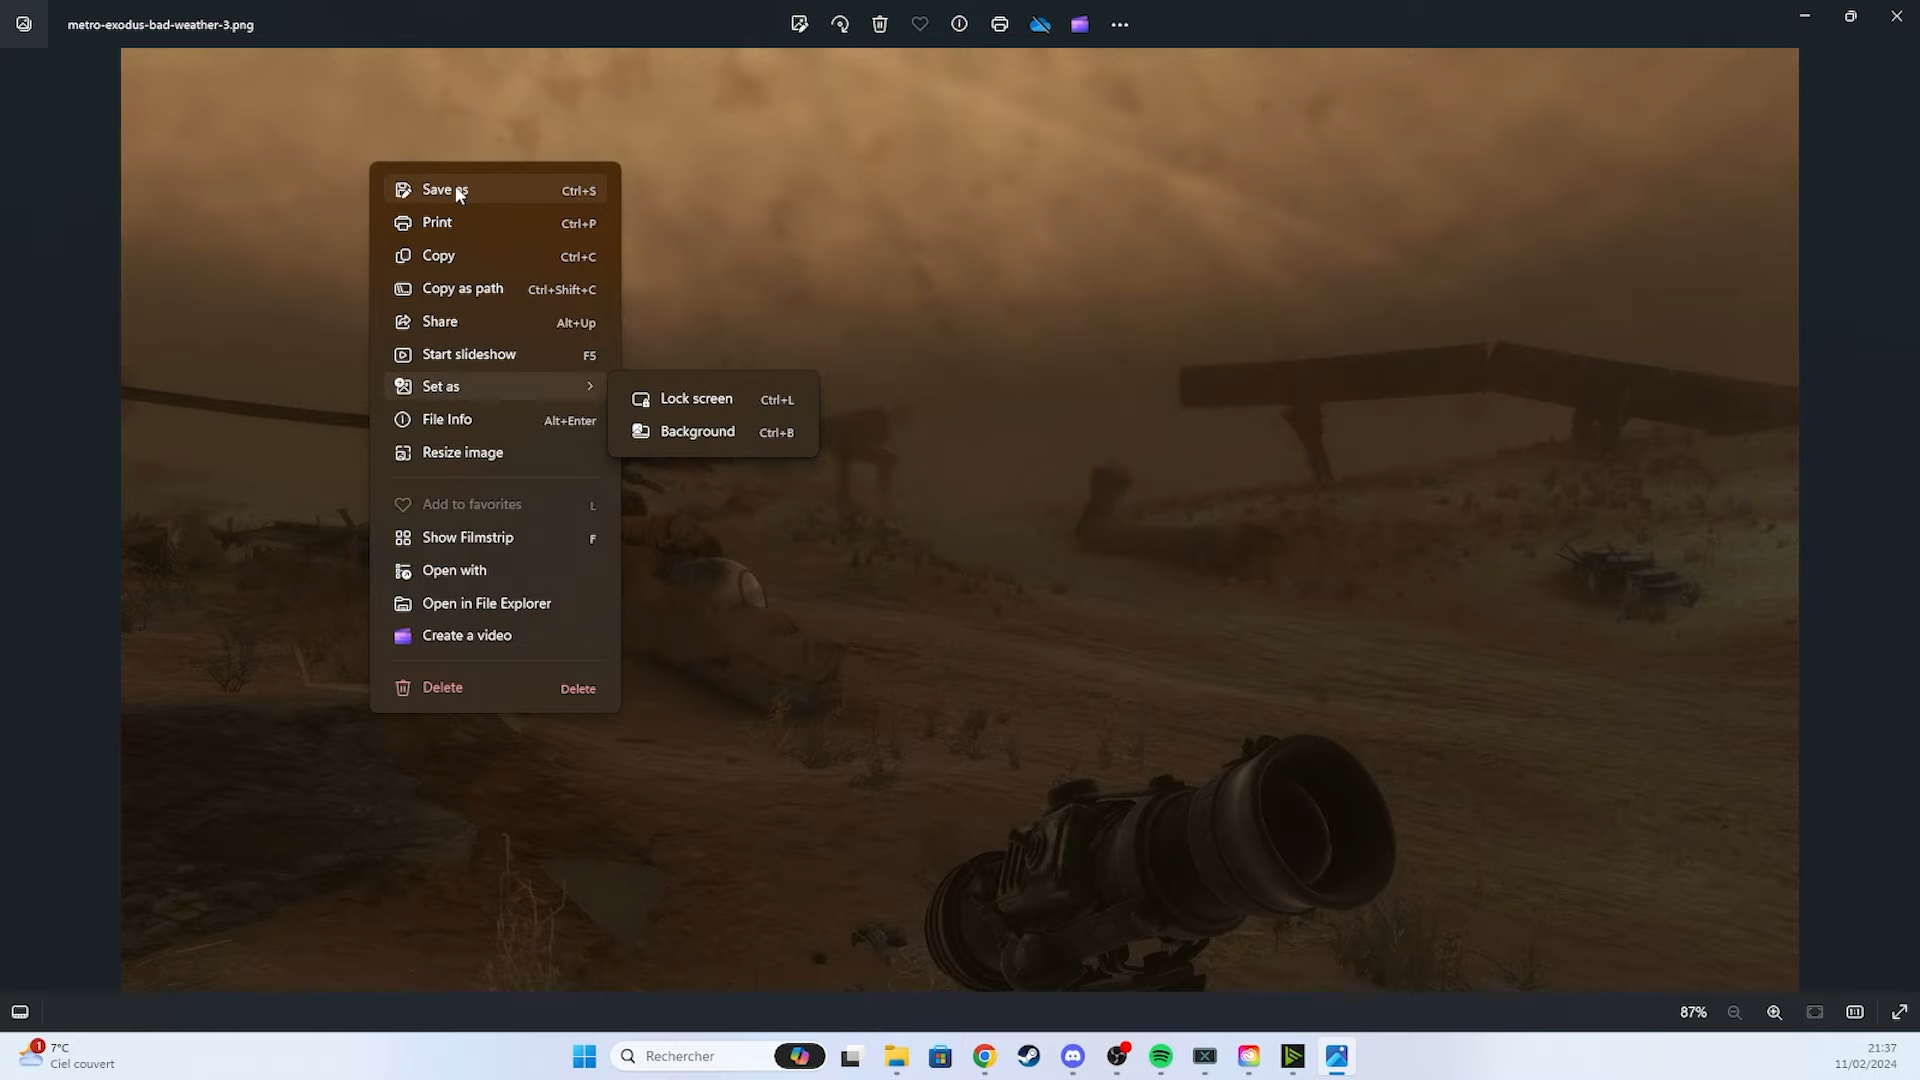 metro-exodus-bad-weather-3.png
Save as Ctrl+S
Print Ctrl+P
Copy Ctrl+C
Copy as path Ctrl+Shift+C
Share Alt+Up
Start slideshow F5
Set as
Lock screen Ctrl+L
Background Ctrl+B
File Info Alt+Enter
Resize image
Add to favorites L
Show Filmstrip F
Open with
Open in File Explorer
Create a video
Delete Delete
87%
1
7°C
Ciel couvert
Rechercher
21:37
11/02/2024